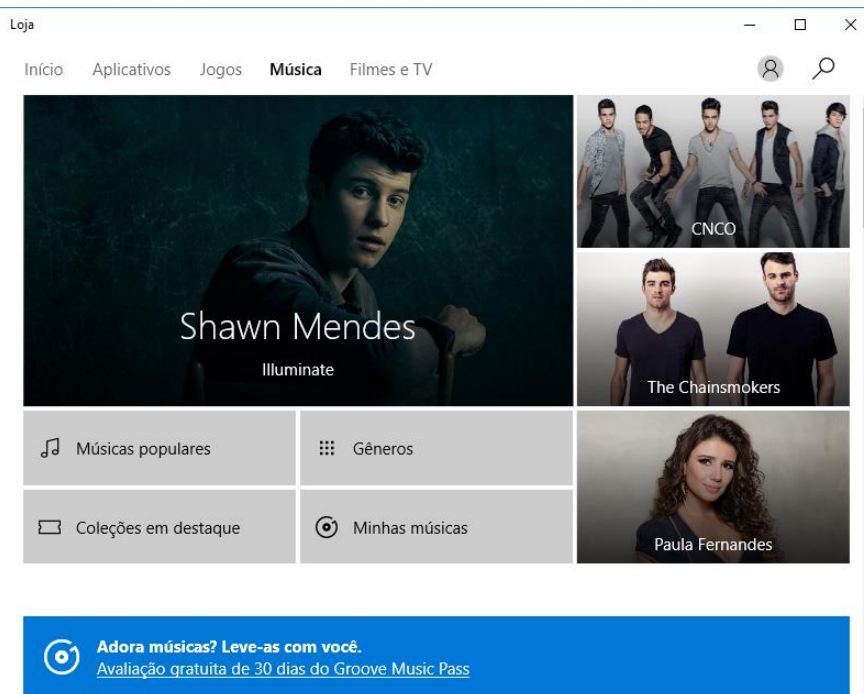 Loja
Início Aplicativos Jogos Música Filmes e TV
Shawn Mendes
Illuminate
CNCO
The Chainsmokers
Paula Fernandes
Músicas populares
Gêneros
Coleções em destaque
Minhas músicas
Adora músicas? Leve-as com você.
Avaliação gratuita de 30 dias do Groove Music Pass